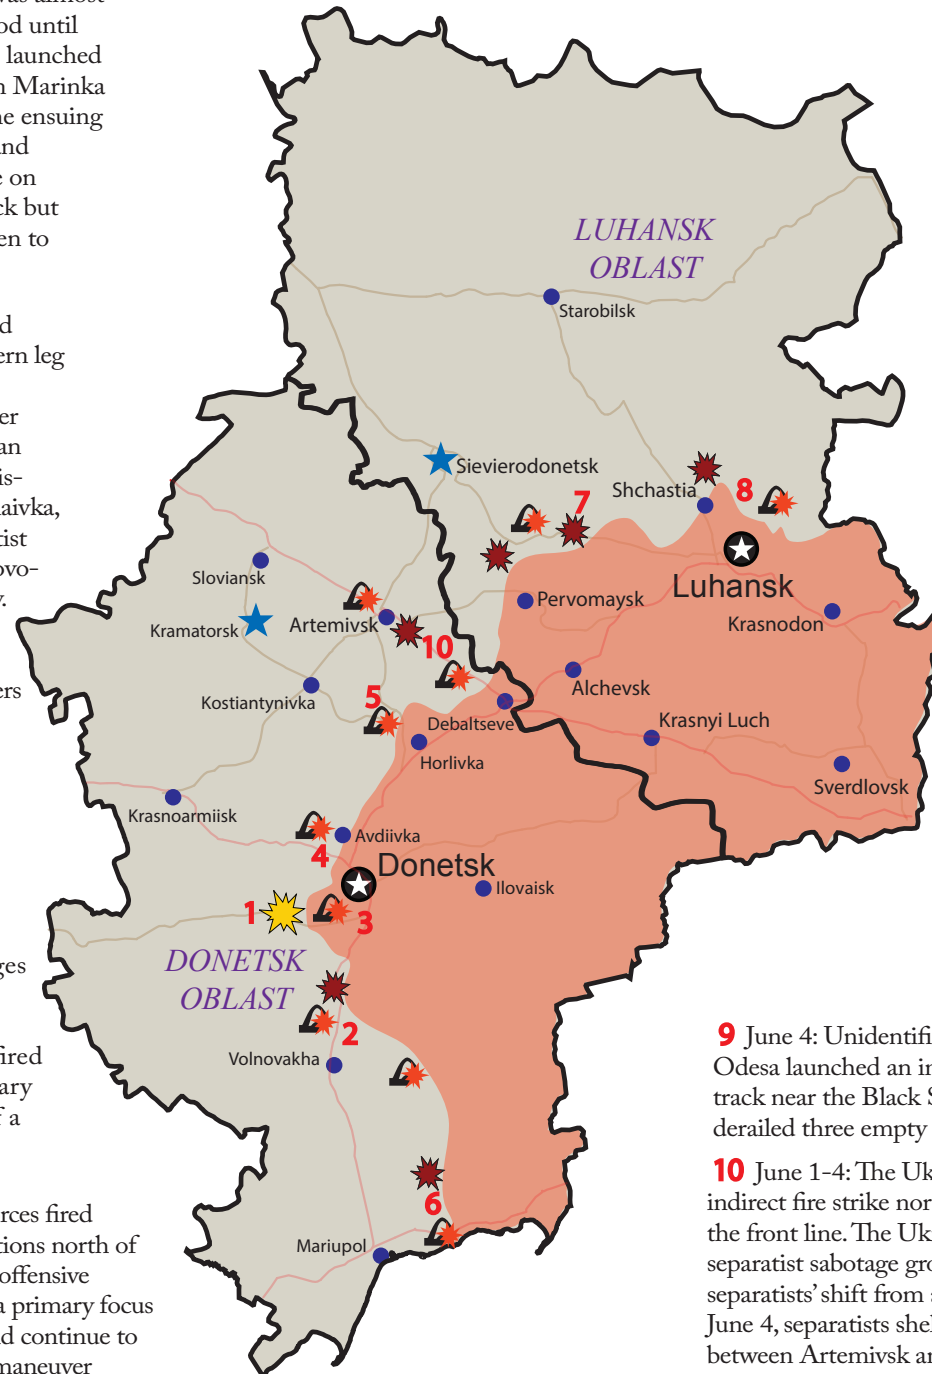 was almost
od until
launched
n Marinka
he ensuing
and
e on
ck but
en to
d
ern leg
er
an
is-
aivka,
tist
ovo-
y.
ers
ges
fired
ary
f a
rces fired
tions north of
offensive
a primary focus
d continue to
maneuver
LUHANSK
OBLAST
Starobilsk
Sievierodonetsk
Shchastia
8
7
Luhansk
Sloviansk
Pervomaysk
Krasnodon
Kramatorsk
Artemivsk
10
Alchevsk
Kostiantynivka
5
Debaltseve
Krasnyi Luch
Horlivka
Sverdlovsk
Krasnoarmiisk
Avdiivka
4
Donetsk
Ilovaisk
1
3
DONETSK
OBLAST
2
Volnovakha
6
Mariupol
9 June 4: Unidentifi
Odesa launched an in
track near the Black S
derailed three empty
10 June 1-4: The Uk
indirect fire strike nor
the front line. The Uk
separatist sabotage gro
separatists' shift from
June 4, separatists shel
between Artemivsk an